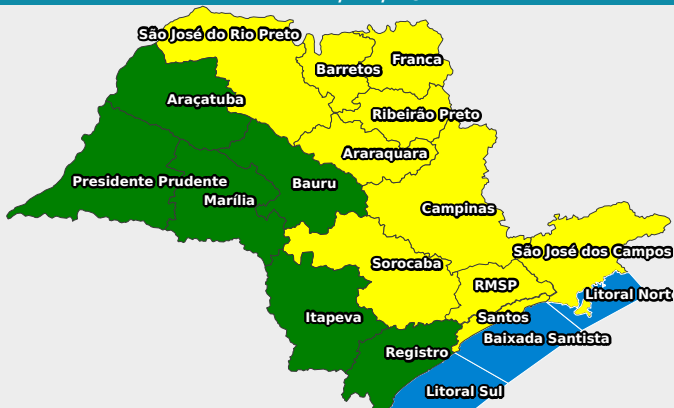 São José do Rio Preto
Franca
Barretos
Araçatuba
Ribeirão Preto
Araraquara
Presidente Prudente
Bauru
Marília
Campinas
São José dos Campos
Sorocaba
RMSP
Litoral Nort
Itapeva
Santos
Baixada Santista
Registro
Litoral Sul